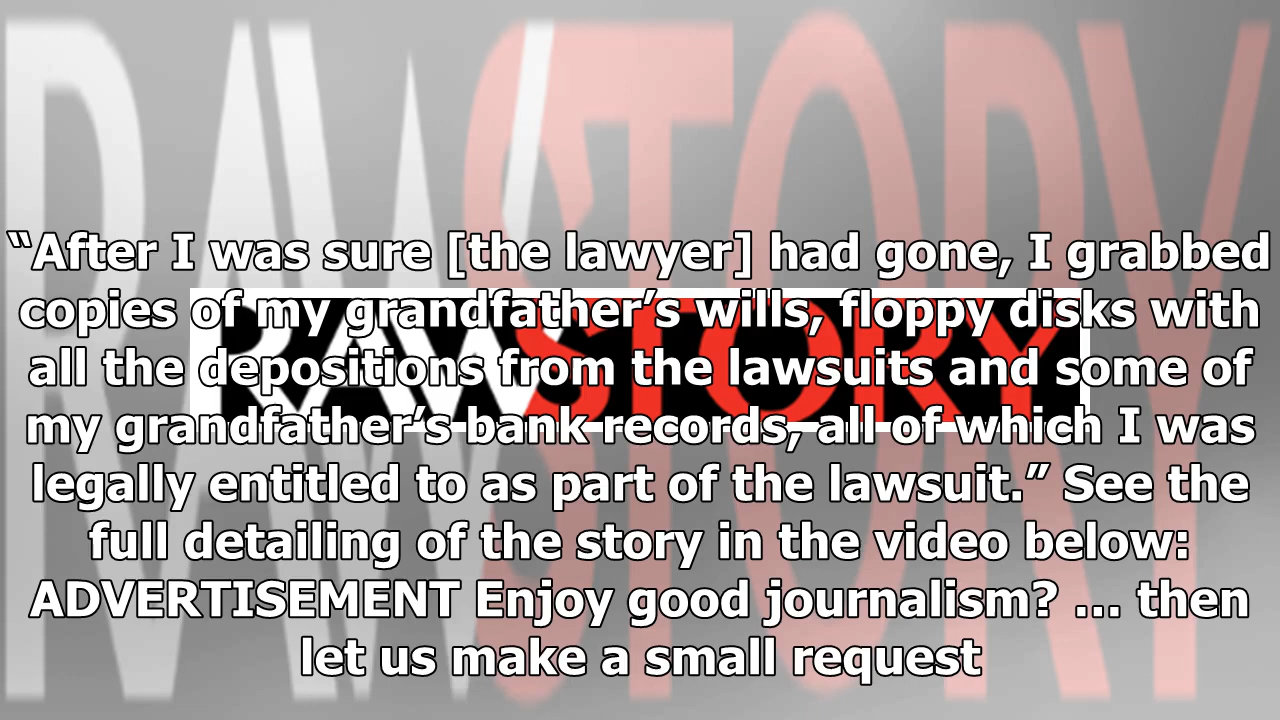 RAWSTORY
“After I was sure [the lawyer] had gone, I grabbed
copies of my grandfather’s wills, floppy disks with
all the depositions from the lawsuits and some of
my grandfather’s bank records, all of which I was
legally entitled to as part of the lawsuit.” See the
full detailing of the story in the video below:
ADVERTISEMENT Enjoy good journalism? ... then
let us make a small request
RAWSTORY